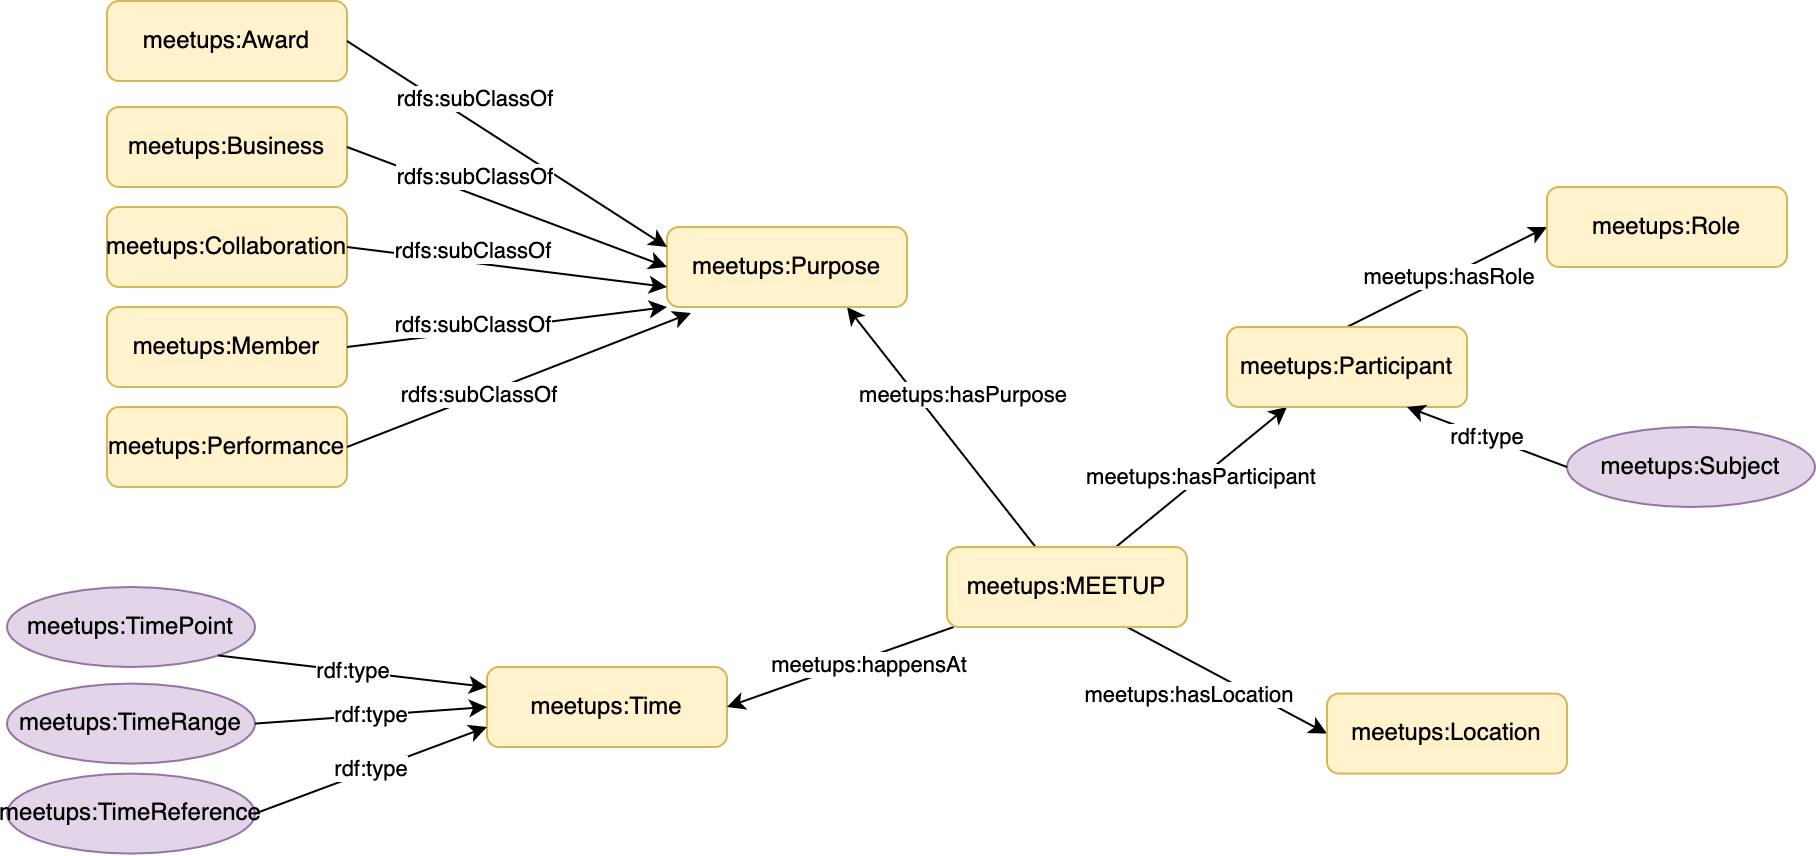 meetups:Award
rdfs:subClassOf
meetups:Business
rdfs:subClassOf
meetups:Collaboration
rdfs:subClassOf
meetups:Member
rdfs:subClassOf
meetups:Performance
rdfs:subClassOf
meetups:Purpose
meetups:hasPurpose
meetups:Role
meetups:hasRole
meetups:Participant
rdf:type
meetups:Subject
meetups:hasParticipant
meetups:MEETUP
meetups:happensAt
meetups:hasLocation
meetups:Location
meetups:TimePoint
rdf:type
meetups:TimeRange
rdf:type
meetups:TimeReference
rdf:type
meetups:Time